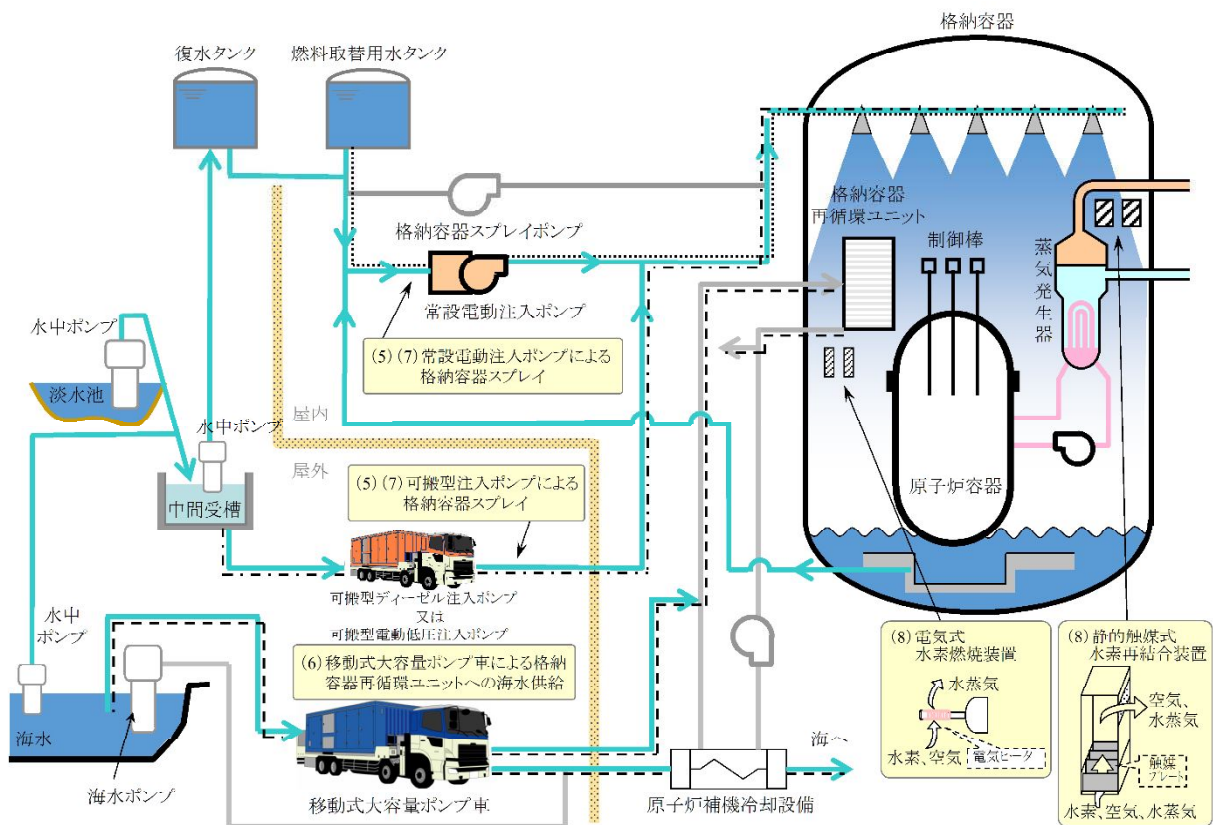 格納容器
復水タンク
燃料取替用水タンク
格納容器
再循環ユニット
制御棒
蒸気発生器
格納容器スプレイポンプ
常設電動注入ポンプ
(5) (7) 常設電動注入ポンプによる
格納容器スプレイ
水中ポンプ
淡水池
水中ポンプ
屋内
屋外
中間受槽
(5) (7) 可搬型注入ポンプによる
格納容器スプレイ
原子炉容器
可搬型ディーゼル注入ポンプ
又は
可搬型電動低圧注入ポンプ
水中
ポンプ
(6) 移動式大容量ポンプ車による格納
容器再循環ユニットへの海水供給
海水
海水ポンプ
移動式大容量ポンプ車
原子炉補機冷却設備
海へ
(8) 電気式
水素燃焼装置
水蒸気
水素、空気
電気ヒータ
(8) 静的触媒式
水素再結合装置
空気、
水蒸気
触媒
プレート
水素、空気、水蒸気